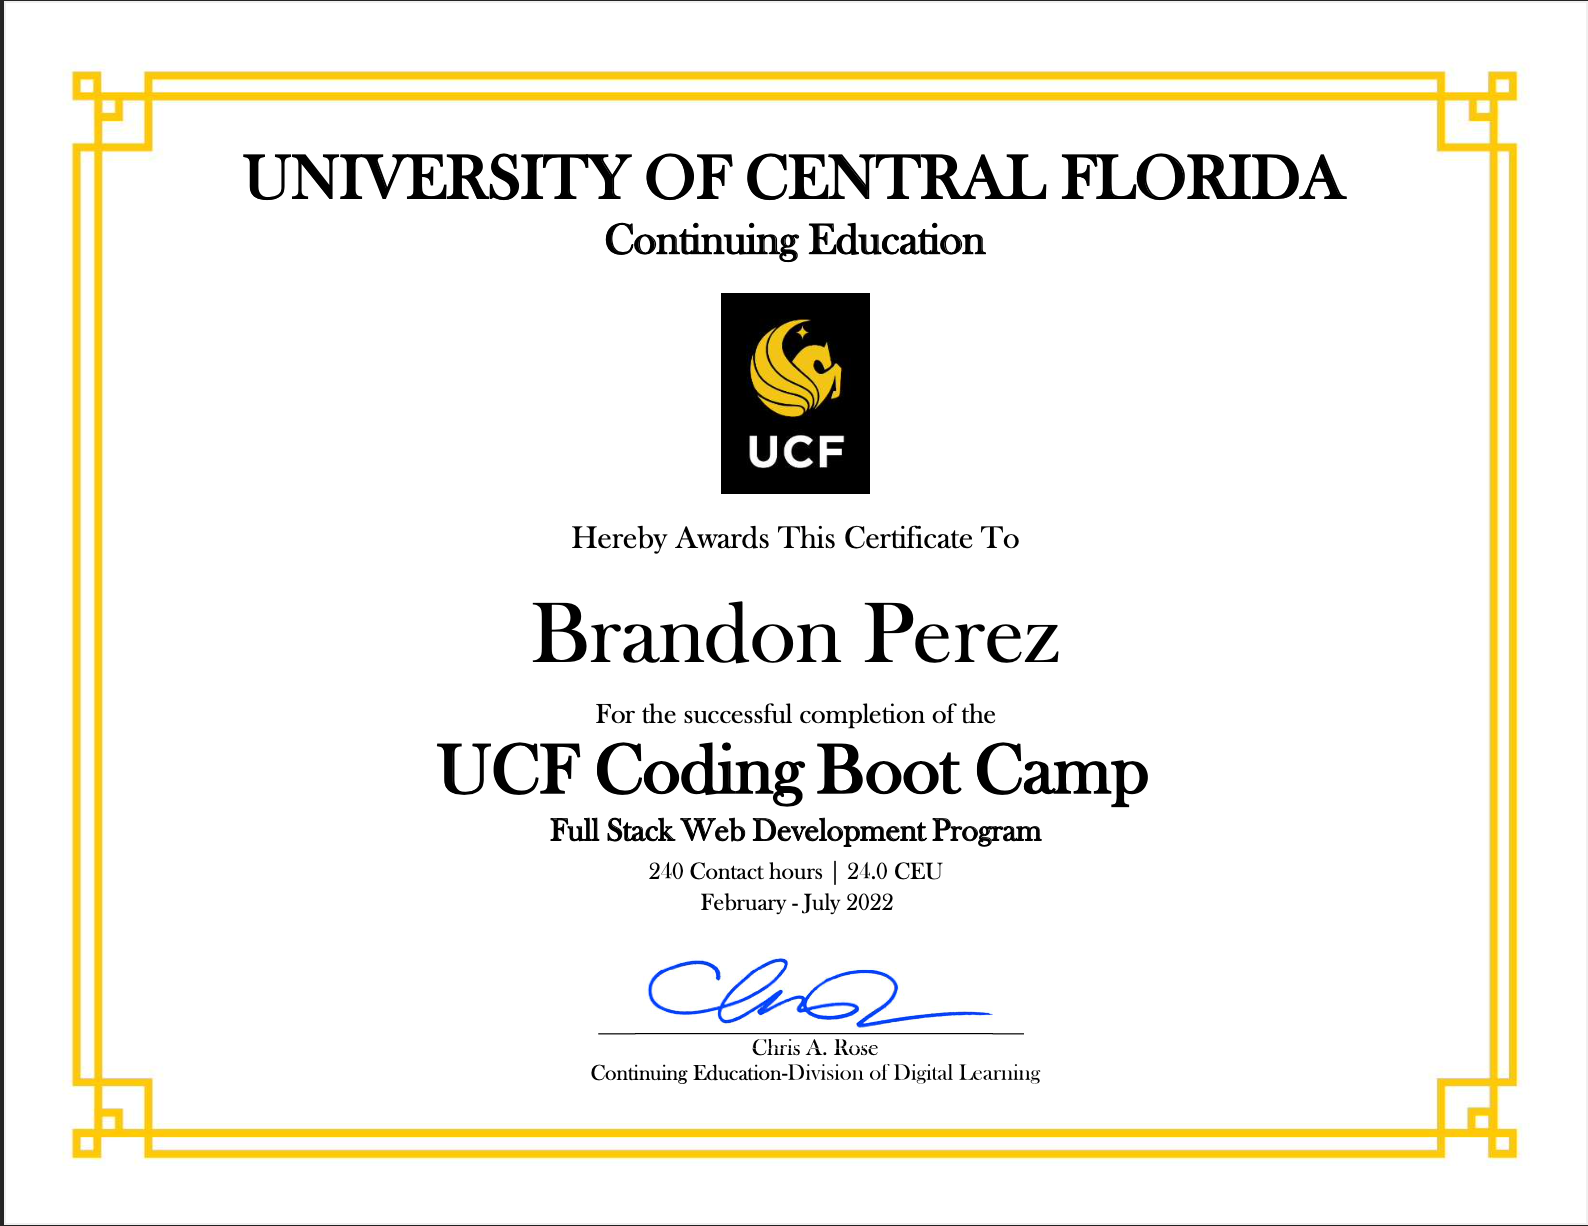 UNIVERSITY OF CENTRAL FLORIDA
Continuing Education
UCF
Hereby Awards This Certificate To
Brandon Perez
For the successful completion of the
UCF Coding Boot Camp
Full Stack Web Development Program
240 Contact hours | 24.0 CEU
February - July 2022
Chris A. Rose
Continuing Education-Division of Digital Learning